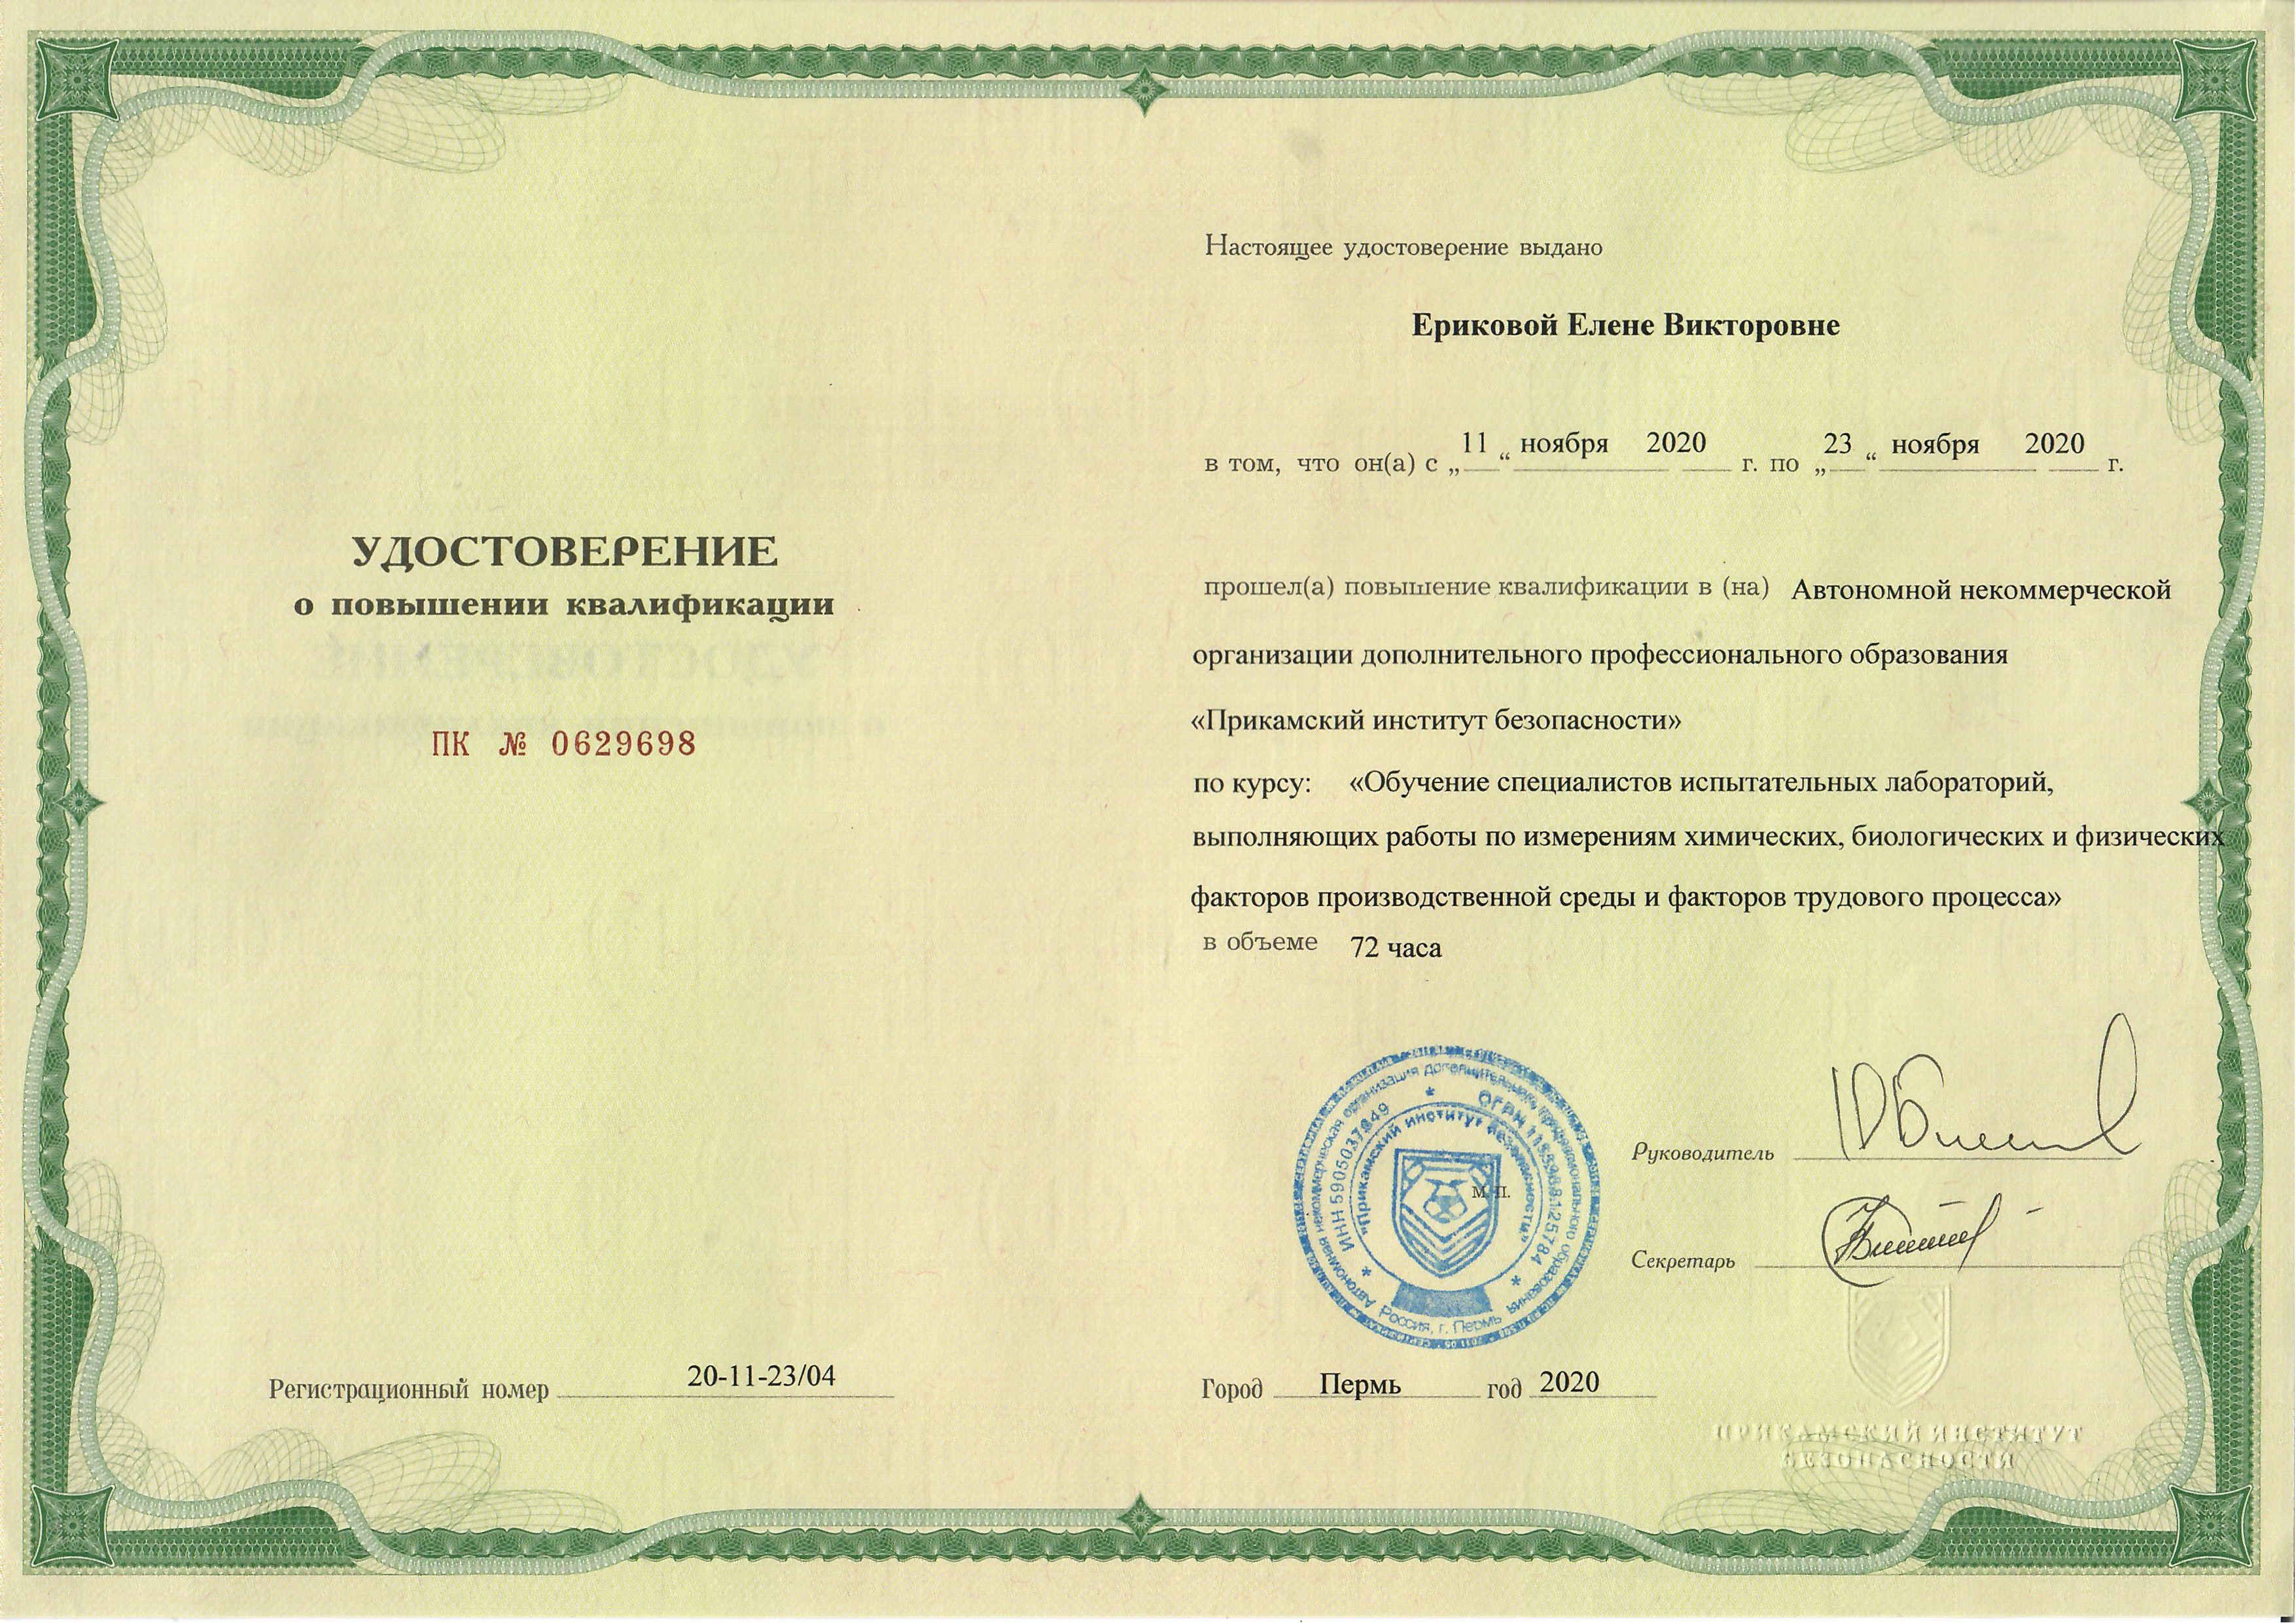 УДОСТОВЕРЕНИЕ
о повышении квалификации
ПК № 0629698
Регистрационный номер 20-11-23/04
Настоящее удостоверение выдано
Ериковой Елене Викторовне
в том, что он(а) с „11“ ноября 2020 г. по „23“ ноября 2020 г.
прошел(а) повышение квалификации в (на) Автономной некоммерческой
организации дополнительного профессионального образования
«Прикамский институт безопасности»
по курсу: «Обучение специалистов испытательных лабораторий,
выполняющих работы по измерениям химических, биологических и физических
факторов производственной среды и факторов трудового процесса»
в объеме 72 часа
Автономная некоммерческая организация дополнительного профессионального образования
Россия, г. Пермь
ИНН 5905037849
ОГРН
"Прикамский институт безопасности"
м.п.
Руководитель
Секретарь
Город Пермь год 2020
ПРИКАМСКИЙ ИНСТИТУТ
БЕЗОПАСНОСТИ